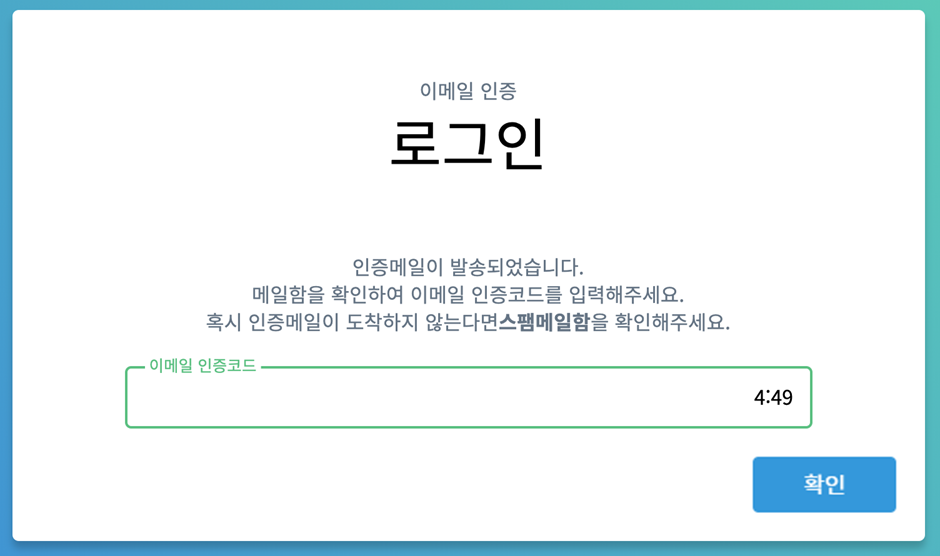 이메일 인증
로그인
인증메일이 발송되었습니다.
메일함을 확인하여 이메일 인증코드를 입력해주세요.
혹시 인증메일이 도착하지 않는다면스팸메일함을 확인해주세요.
이메일 인증코드
4:49
확인